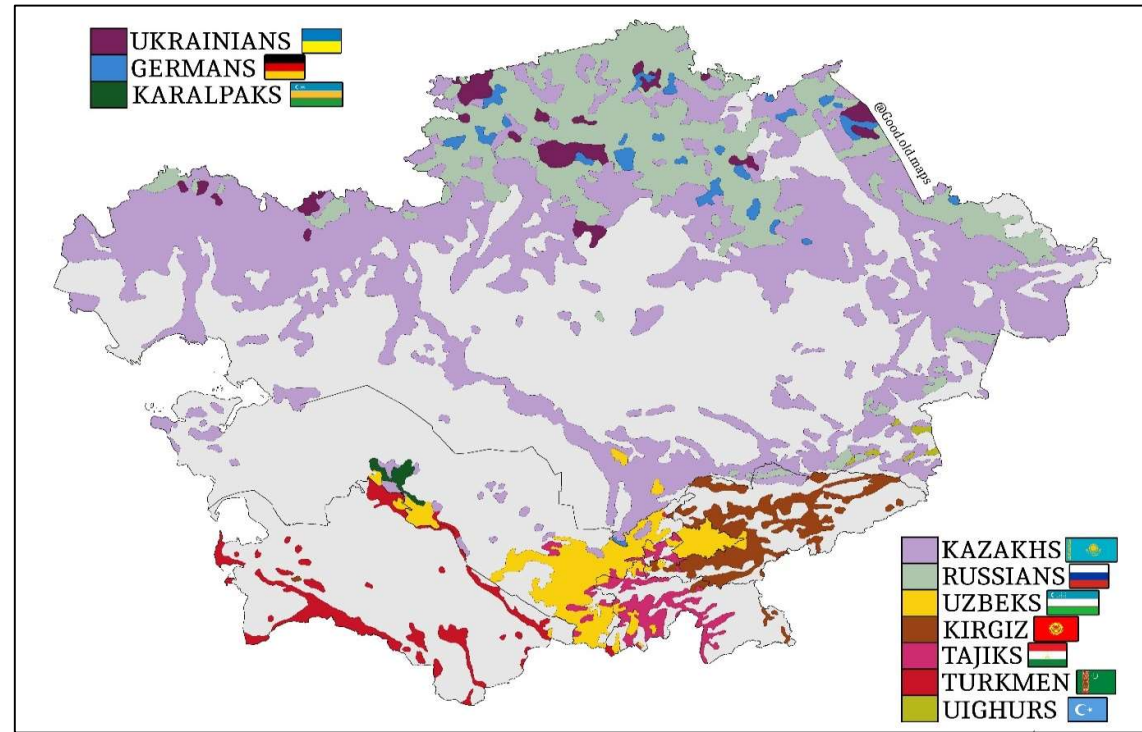 UKRAINIANS
GERMANS
KARALPAKS
@Good.old.maps
KAZAKHS
RUSSIANS
UZBEKS
KIRGIZ
TAJIKS
TURKMEN
UIGHURS